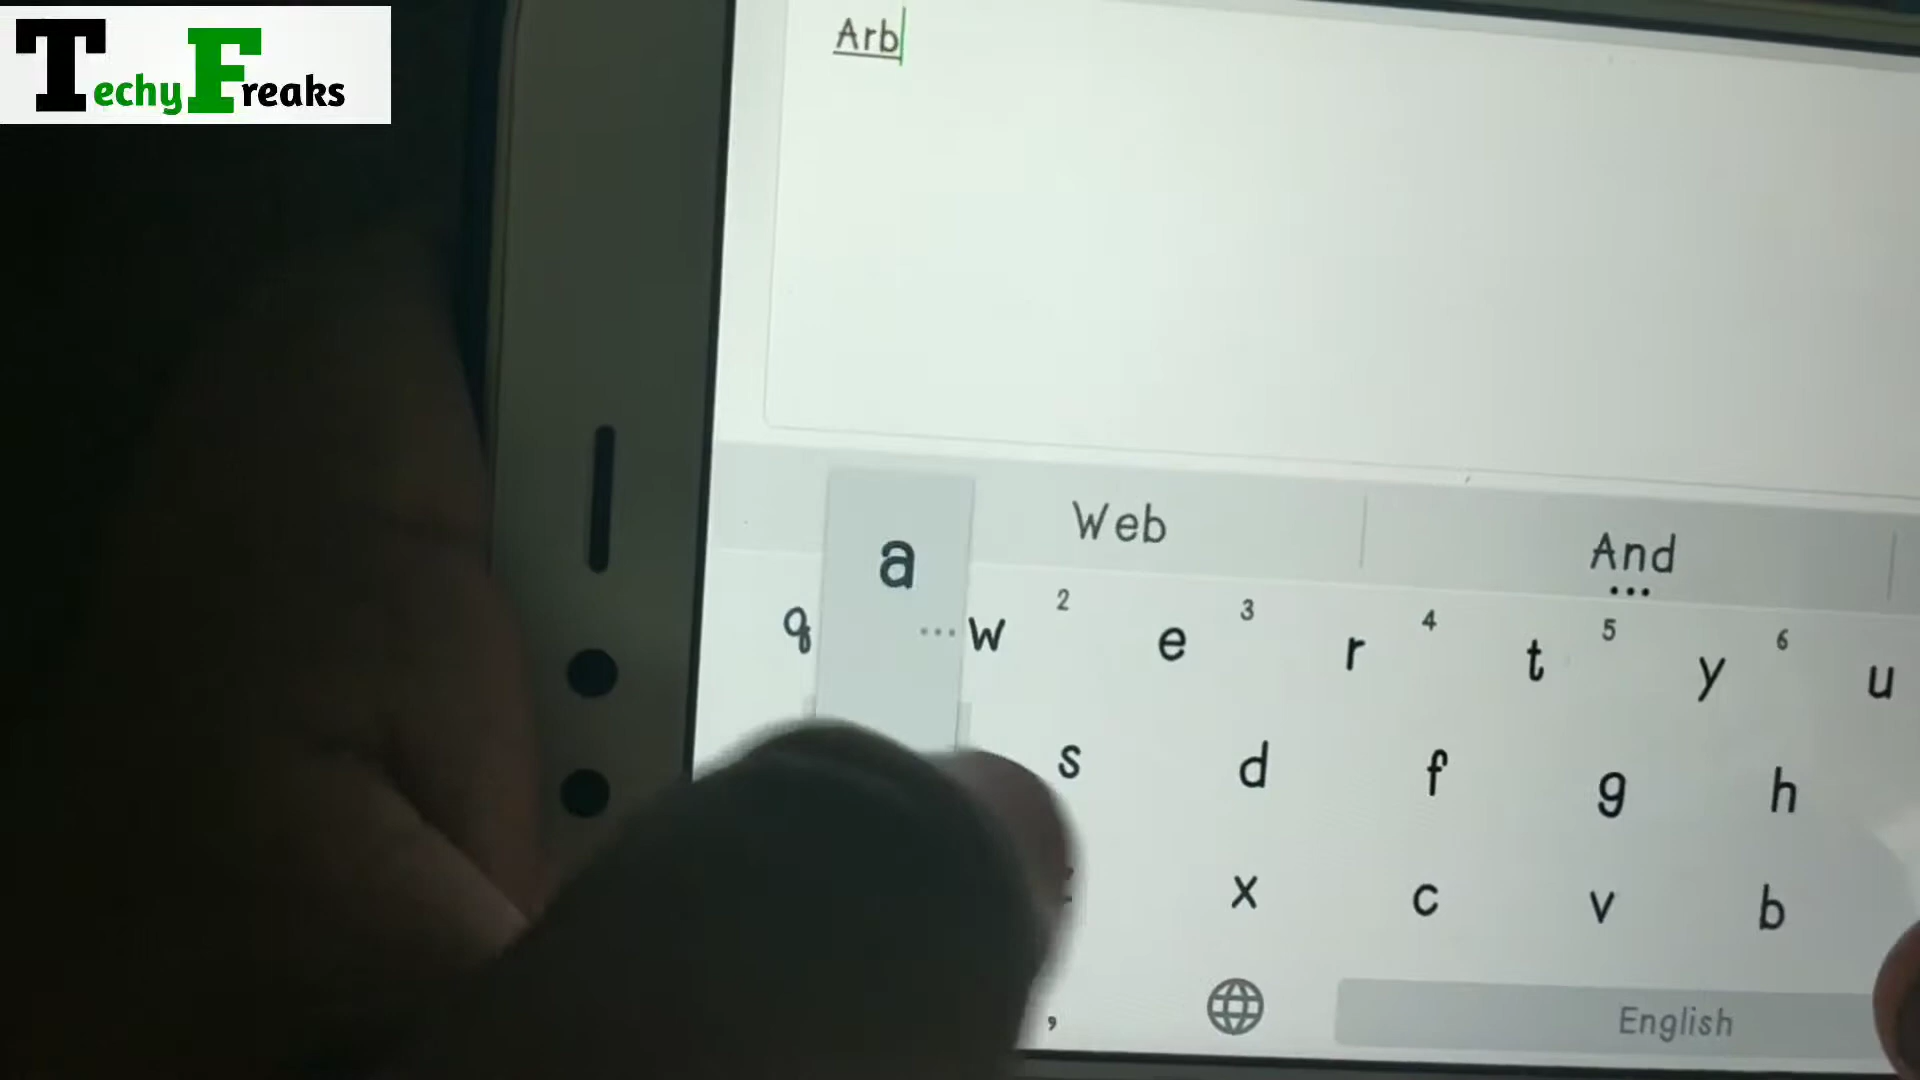 TechyFreaks
Arb
Web And
a
q w 2 e 3 r 4 t 5 y 6 u
s d f g h
x c v b
, English